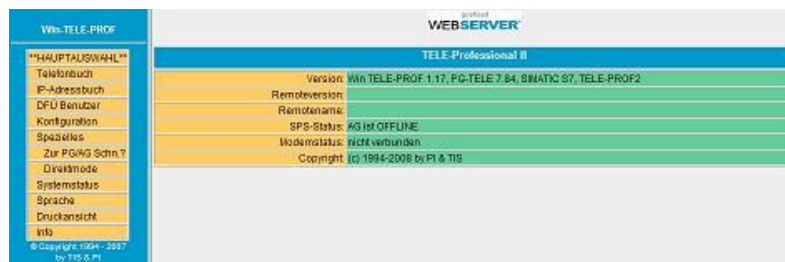 Win-TELE-PROF
**HAUPTAUSWAHL**
Telefonbuch
IP-Adressbuch
DFÜ Benutzer
Konfiguration
Spezielles
Zur PG/AG Schn.?
Direktmode
Systemstatus
Sprache
Druckansicht
Info
© Copyright 1994 - 2007
by TIS & PI
WEBSERVER
TELE-Professional II
Version: Win TELE-PROF 1.17, PG-TELE 7.84, SIMATIC S7, TELE-PROF2
Remoteversion:
Remotename:
SPS-Status: AG ist OFFLINE
Modemstatus: nicht verbunden
Copyright: (c) 1994-2008 by PI & TIS